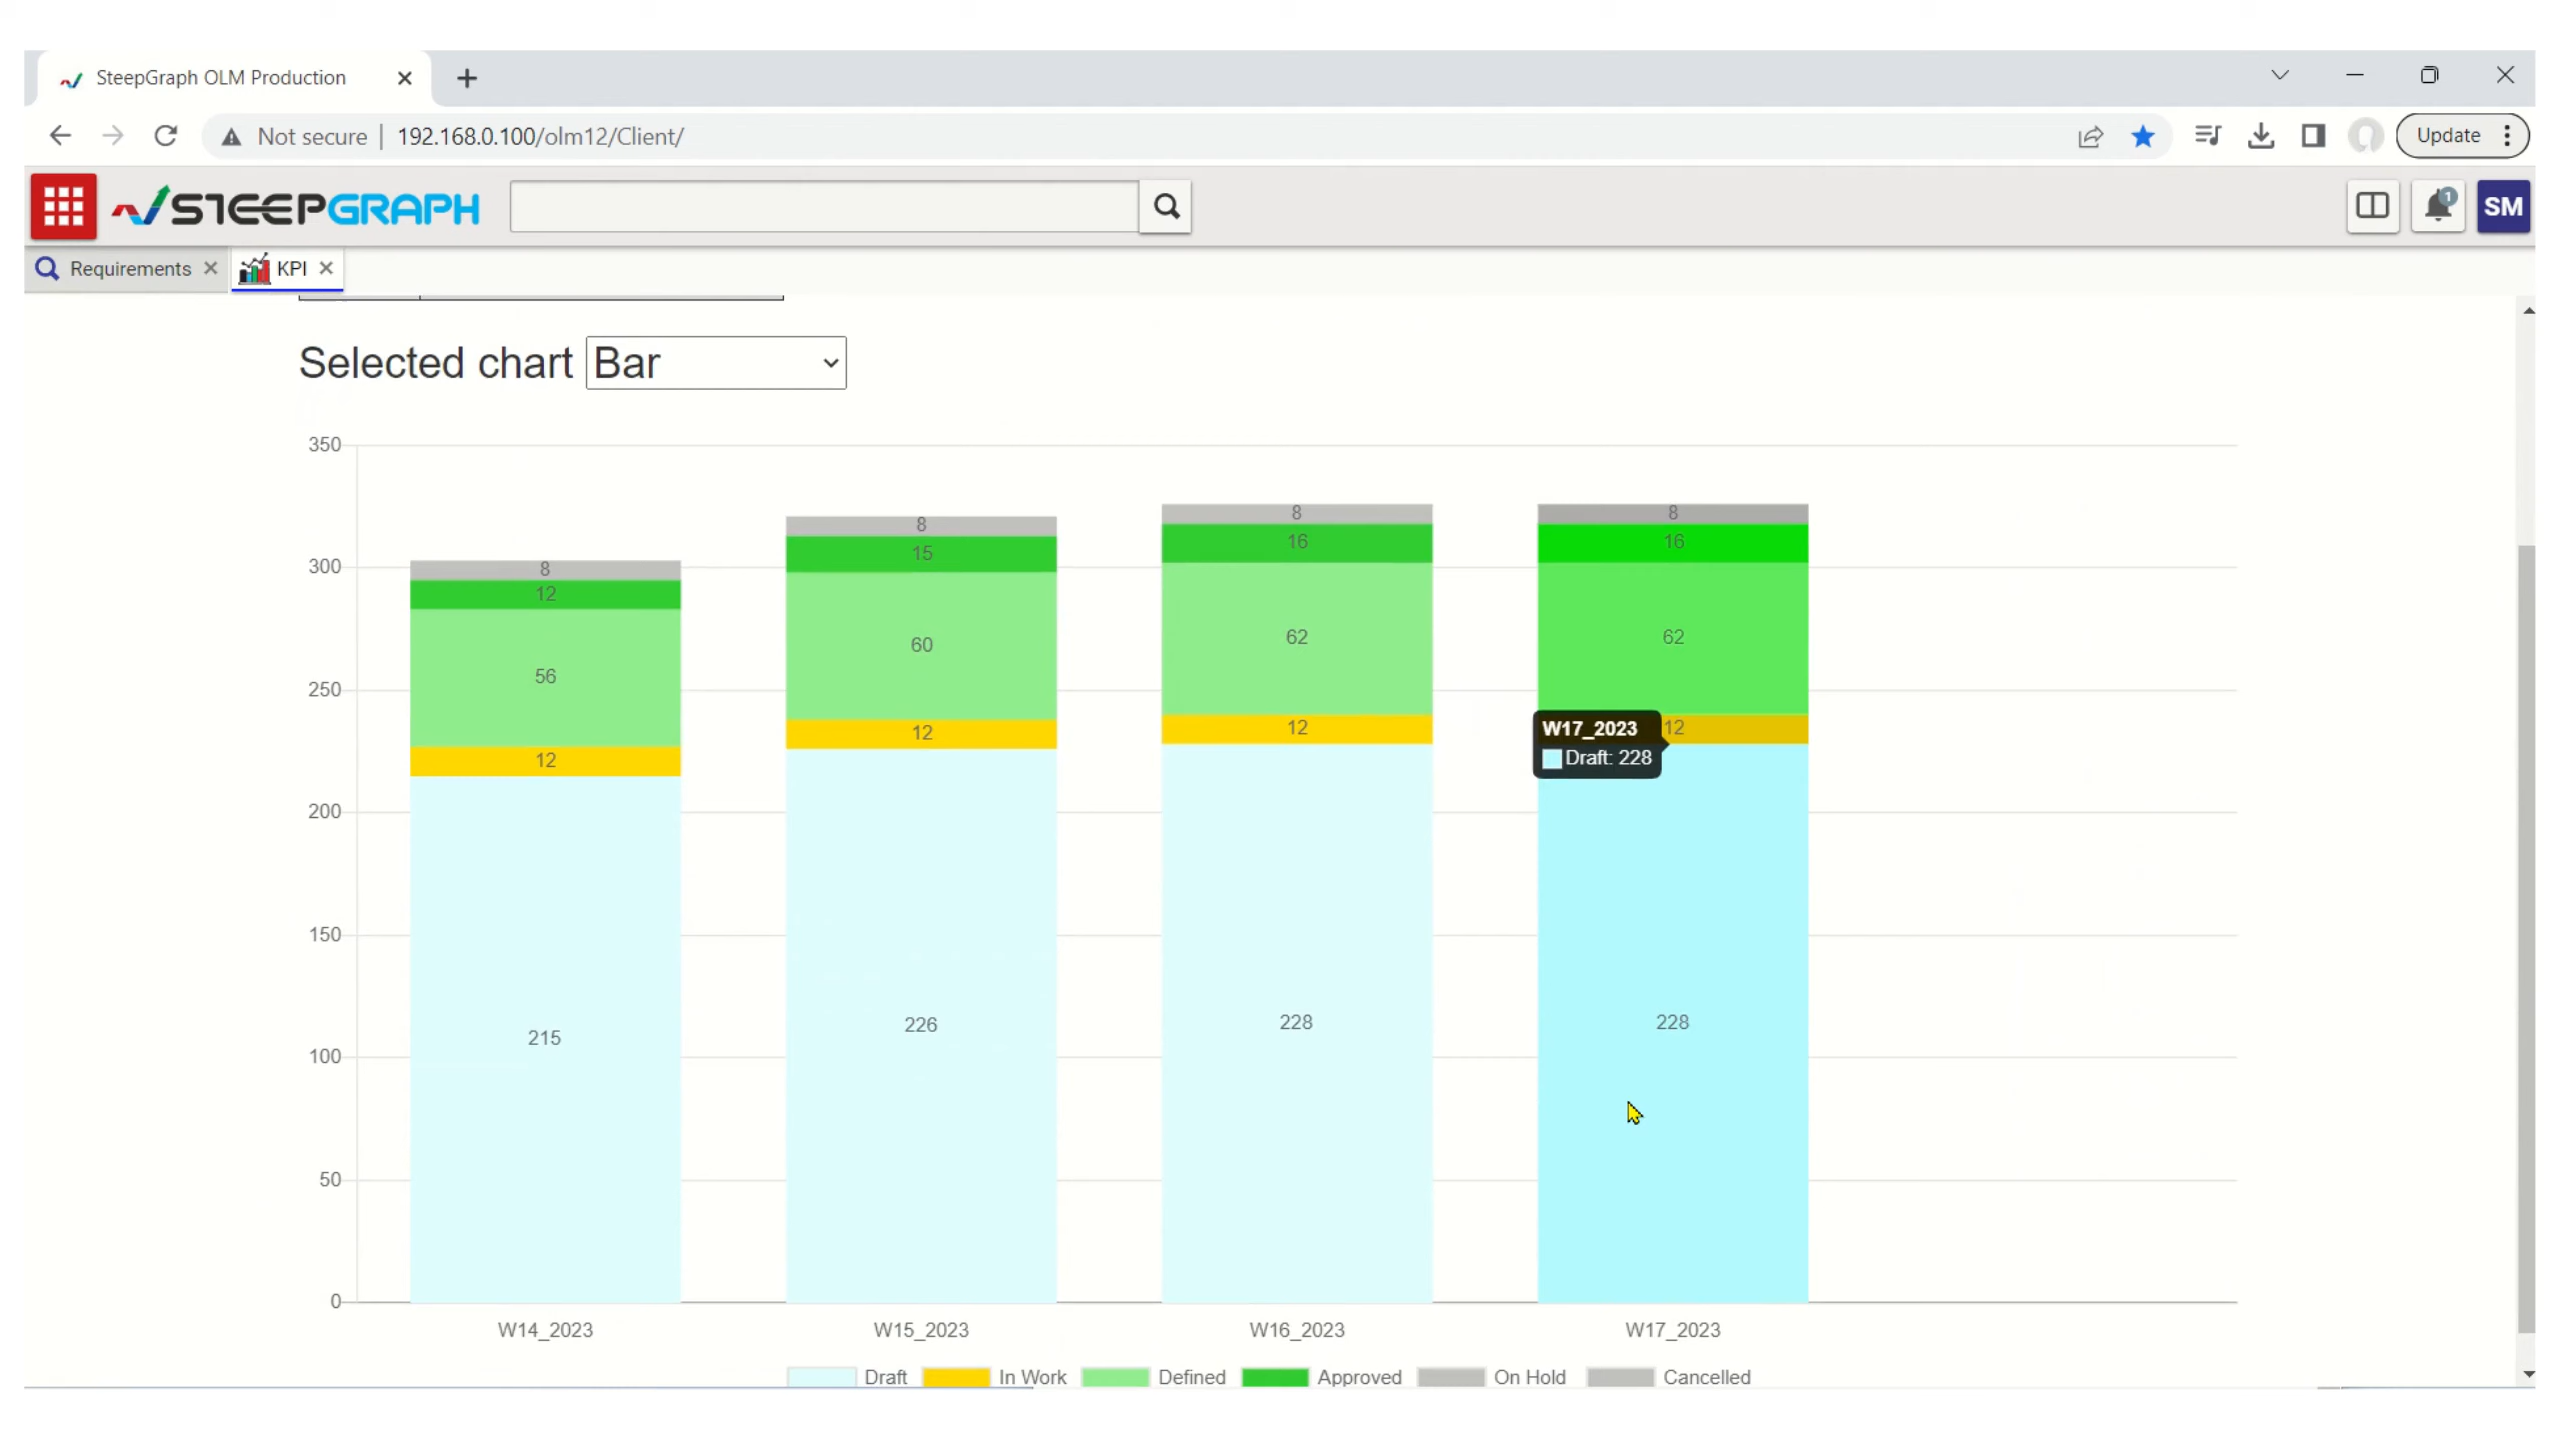 SteepGraph OLM Production
Not secure | 192.168.0.100/olm12/Client/
Update
STEEPGRAPH
1
SM
Requirements
KPI
Selected chart Bar
350
300
250
200
150
100
50
0
8
12
56
12
215
8
15
60
12
226
8
16
62
12
228
8
16
62
12
228
W17_2023
Draft: 228
W14_2023 W15_2023 W16_2023 W17_2023
Draft In Work Defined Approved On Hold Cancelled